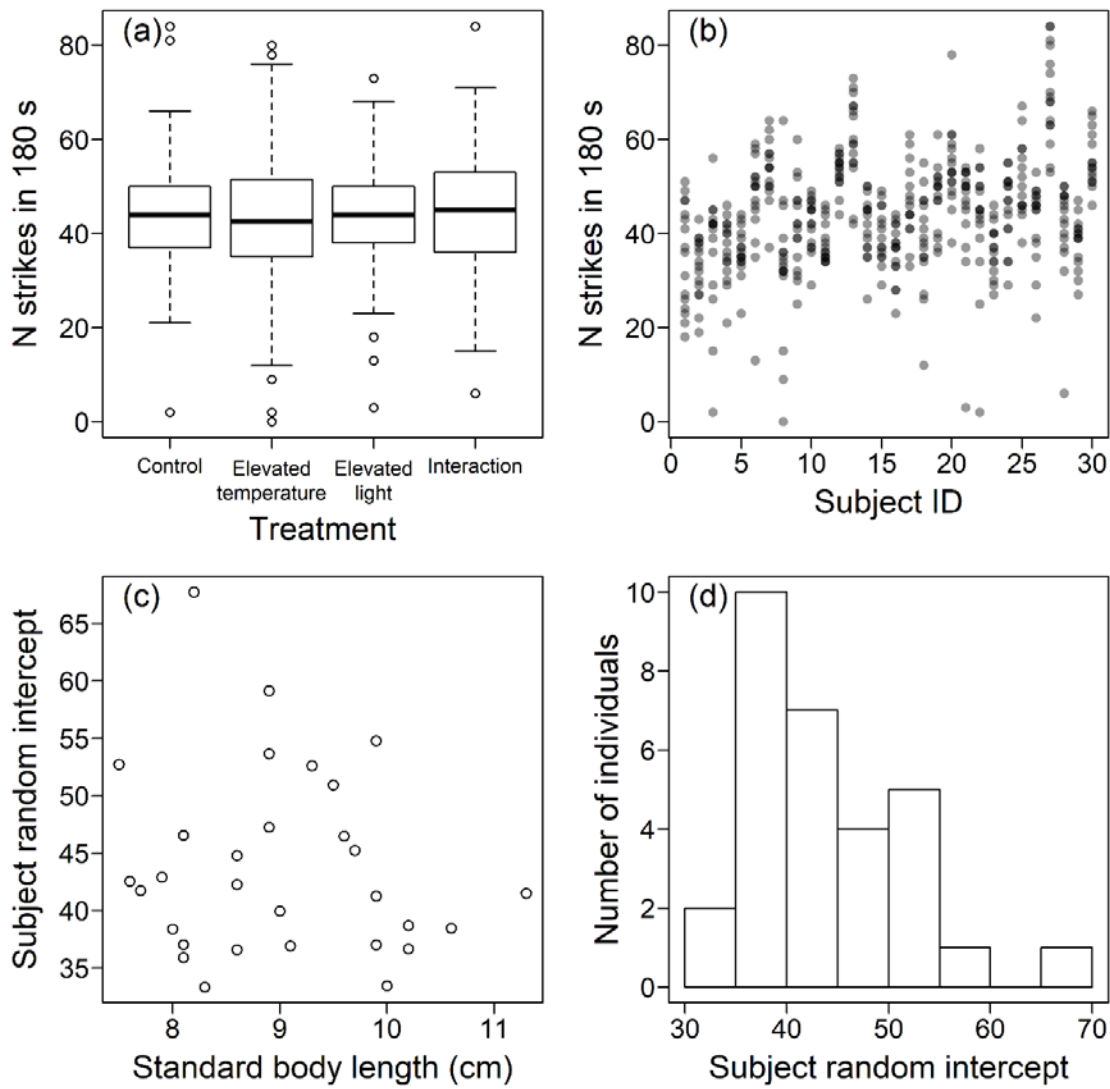 (a)
N strikes in 180 s
80
60
40
20
0
Control
Elevated temperature
Elevated light
Interaction
Treatment
(b)
N strikes in 180 s
80
60
40
20
0
0 5 10 15 20 25 30
Subject ID
(c)
Subject random intercept
65
60
55
50
45
40
35
8 9 10 11
Standard body length (cm)
(d)
Number of individuals
10
8
6
4
2
0
30 40 50 60 70
Subject random intercept